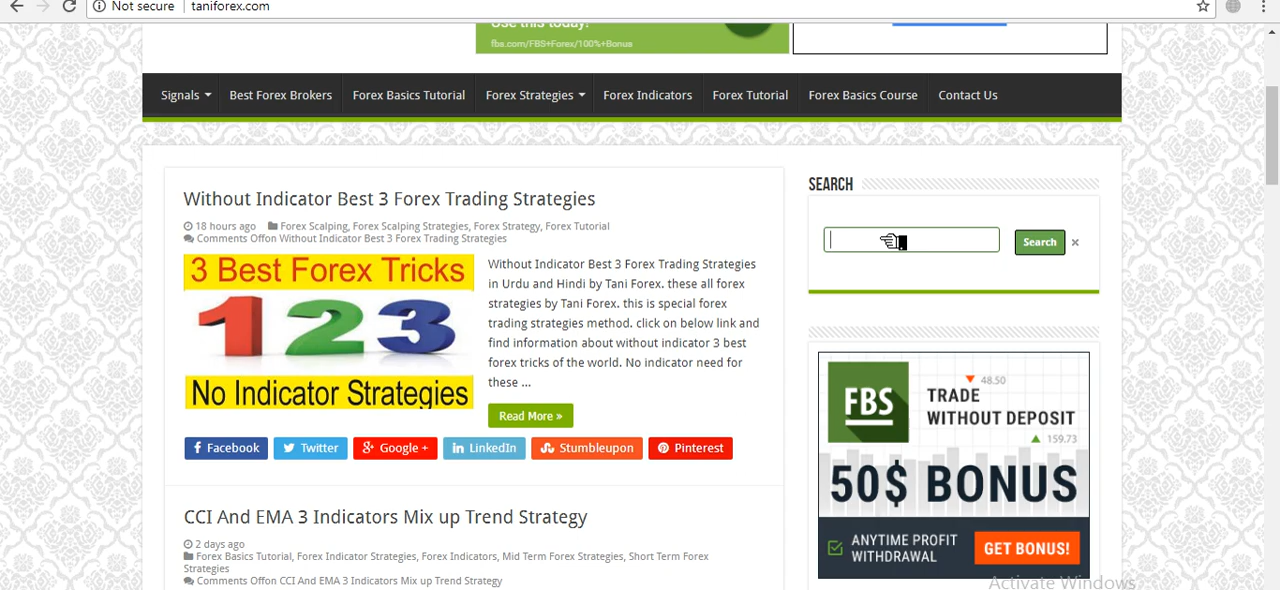 Not secure
taniforex.com
Use this today!
fbs.com/FBS+Forex/100%+Bonus
Signals
Best Forex Brokers
Forex Basics Tutorial
Forex Strategies
Forex Indicators
Forex Tutorial
Forex Basics Course
Contact Us
Without Indicator Best 3 Forex Trading Strategies
18 hours ago
Forex Scalping, Forex Scalping Strategies, Forex Strategy, Forex Tutorial
Comments Offon Without Indicator Best 3 Forex Trading Strategies
3 Best Forex Tricks
1 2 3
No Indicator Strategies
Without Indicator Best 3 Forex Trading Strategies
in Urdu and Hindi by Tani Forex. these all forex
strategies by Tani Forex. this is special forex
trading strategies method. click on below link and
find information about without indicator 3 best
forex tricks of the world. No indicator need for
these ...
Read More »
Facebook
Twitter
Google +
LinkedIn
Stumbleupon
Pinterest
CCI And EMA 3 Indicators Mix up Trend Strategy
2 days ago
Forex Basics Tutorial, Forex Indicator Strategies, Forex Indicators, Mid Term Forex Strategies, Short Term Forex
Strategies
Comments Offon CCI And EMA 3 Indicators Mix up Trend Strategy
SEARCH
Search
×
FBS
48.50
TRADE
WITHOUT DEPOSIT
159.73
50$ BONUS
ANYTIME PROFIT
WITHDRAWAL
GET BONUS!
Activate Windows